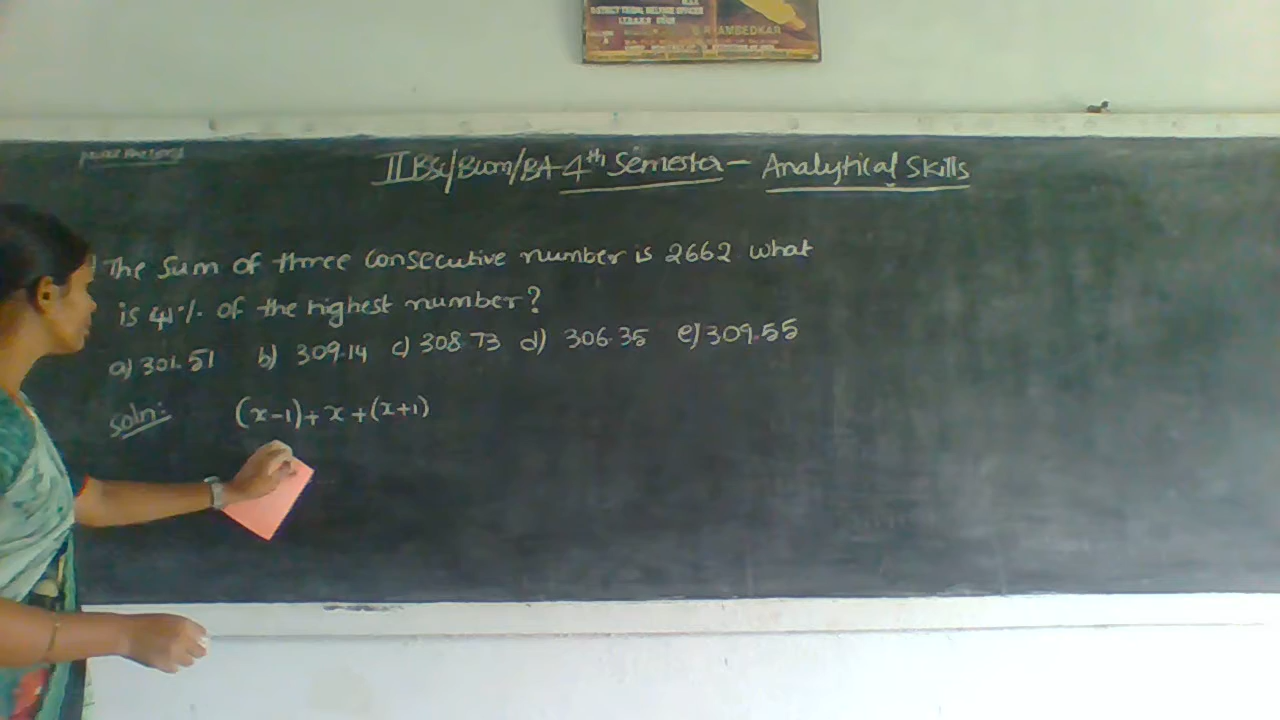 AMBEDKAR
II BSc/BCom/BA 4th Semester - Analytical Skills
The Sum of three consecutive number is 2662 what
is 41% of the highest number?
a) 301.51 b) 309.14 c) 308.73 d) 306.35 e) 309.55
Soln: (x-1)+x+(x+1)